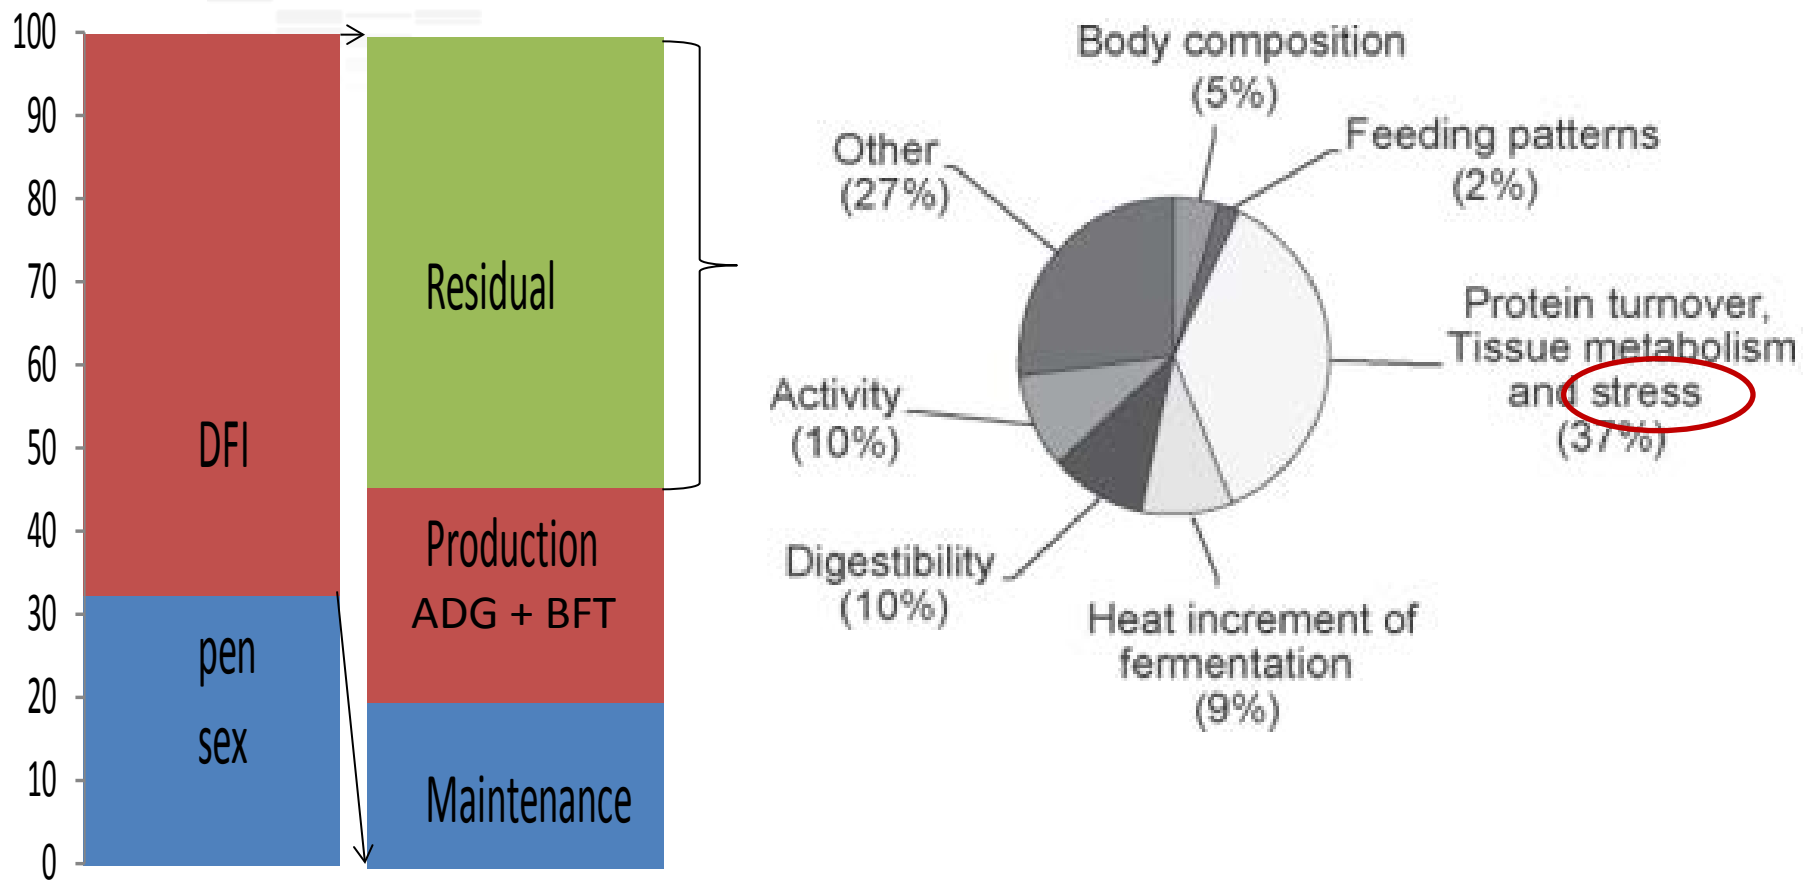 100
90
80
70
60
50
40
30
20
10
0
DFI
pen
sex
Residual
Production
ADG + BFT
Maintenance
Body composition
(5%)
Feeding patterns
(2%)
Other
(27%)
Protein turnover,
Tissue metabolism
and stress
(37%)
Activity
(10%)
Digestibility
(10%)
Heat increment of
fermentation
(9%)